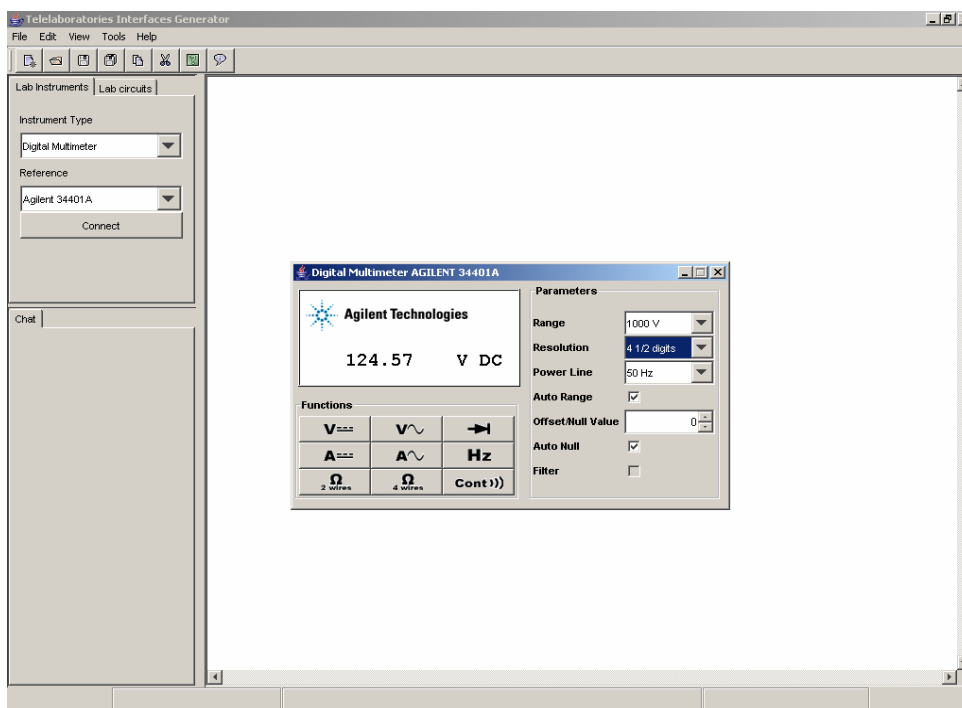 Telelaboratories Interfaces Generator
File Edit View Tools Help
Lab Instruments Lab circuits
Instrument Type
Digital Multimeter
Reference
Agilent 34401A
Connect
Chat
Digital Multimeter AGILENT 34401A
Agilent Technologies
124.57 V DC
Functions
V V
A A Hz
Ω 2 wires Ω 4 wires Cont
Parameters
Range 1000 V
Resolution 4 1/2 digits
Power Line 50 Hz
Auto Range
Offset/Null Value 0
Auto Null
Filter